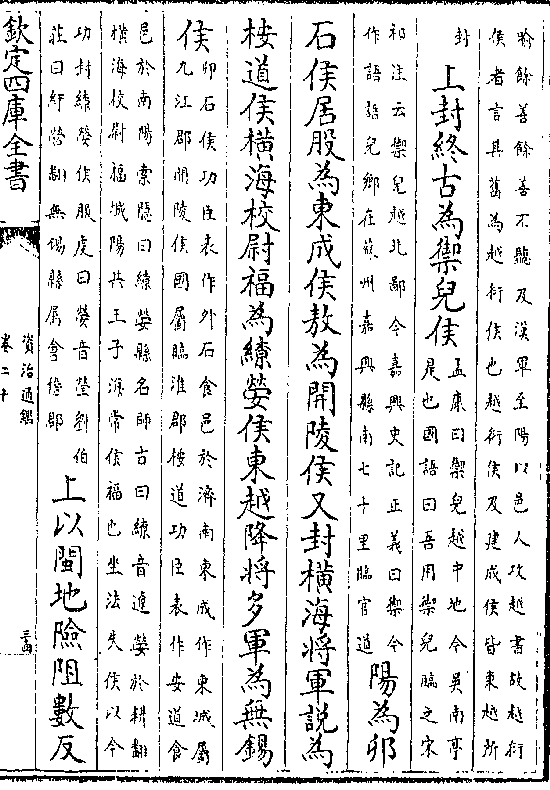 喻餘善餘善不聽及漢軍至陽以邑人攻越書故越衍
侯者言其舊為越衍侯也越衍侯及建成侯皆東越所
封
上封終古為禦兒侯
孟康曰禦兒越中地今吳南亭
是也國語曰吾用禦兒臨之宋
祁注云禦兒越北鄙今嘉興史記正義曰禦今
作語語兒鄉在蘇州嘉興縣南七十里臨官道
陽為卯
石侯居股為東成侯敖為開陵侯又封橫海將軍説為
桉道侯橫海校尉福為繚嫈侯東越降將多軍為無錫
侯
卯石侯功臣表作外石食邑於濟南東成作東城屬
九江郡開陵侯國屬臨淮郡桉道功臣表作安道食
邑於南陽索隱曰繚嫈縣名師古曰繚音遼嫈於耕翻
橫海校尉福城陽共王子海常侯福也坐法失侯以今
功封繚嫈侯服虔曰嫈音瑩劉伯
莊曰紆營翻無錫縣屬會稽郡
上以閩地險阻數反
欽定四庫全書
資治通鑑
卷二十